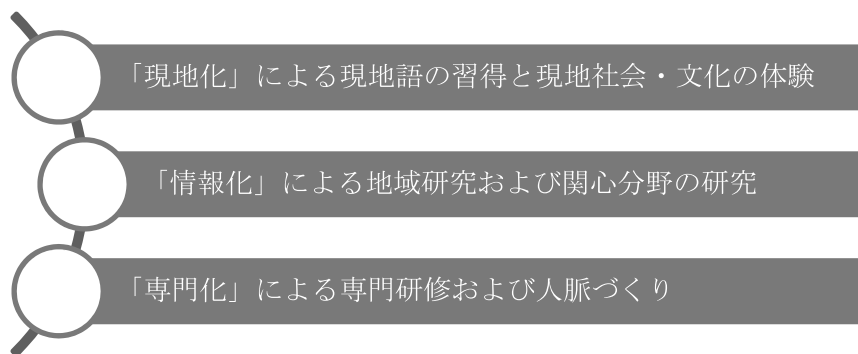 「現地化」による現地語の習得と現地社会・文化の体験
「情報化」による地域研究および関心分野の研究
「専門化」による専門研修および人脈づくり